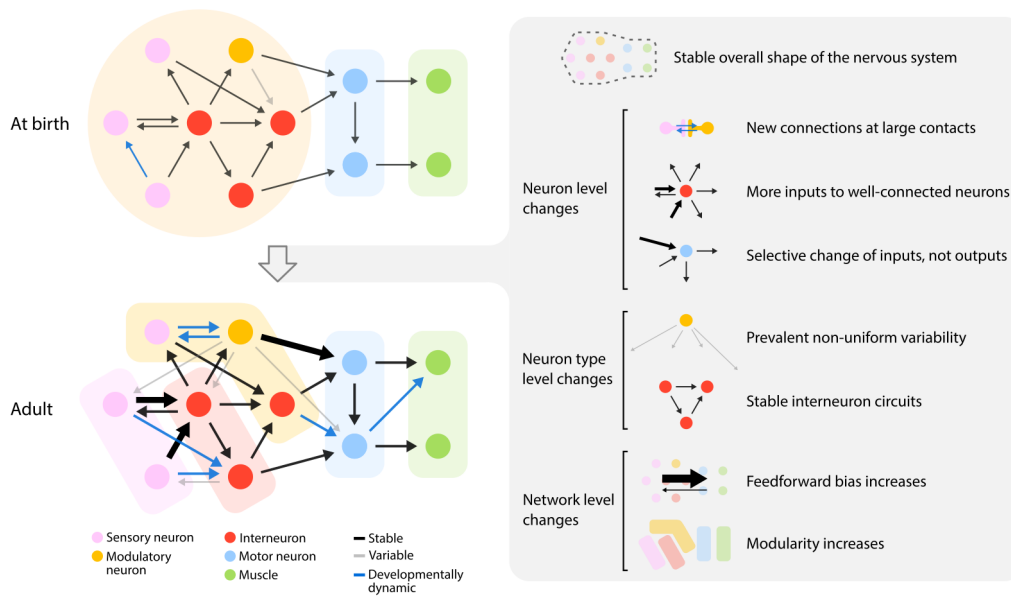 At birth
Adult
Sensory neuron
Modulatory
neuron
Interneuron
Motor neuron
Muscle
Stable
Variable
Developmentally
dynamic
Stable overall shape of the nervous system
Neuron level
changes
New connections at large contacts
More inputs to well-connected neurons
Selective change of inputs, not outputs
Neuron type
level changes
Prevalent non-uniform variability
Stable interneuron circuits
Network level
changes
Feedforward bias increases
Modularity increases